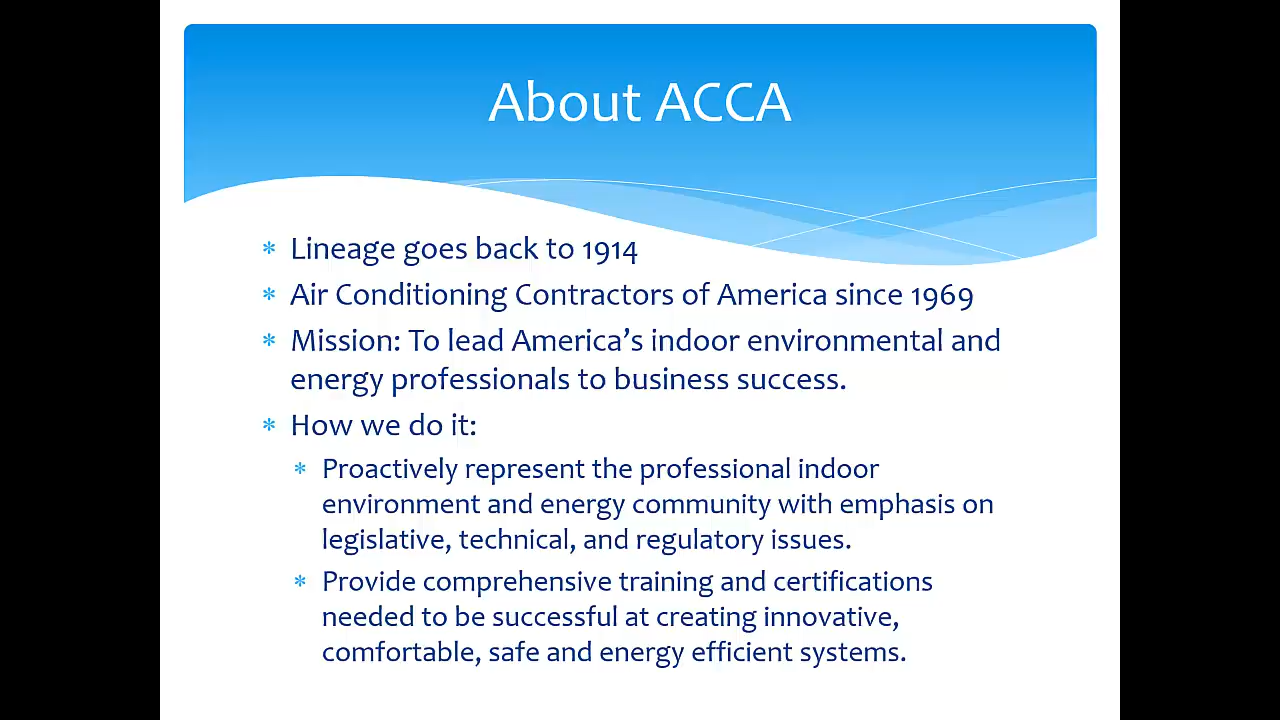 About ACCA
* Lineage goes back to 1914
* Air Conditioning Contractors of America since 1969
* Mission: To lead America’s indoor environmental and
energy professionals to business success.
* How we do it:
* Proactively represent the professional indoor
environment and energy community with emphasis on
legislative, technical, and regulatory issues.
* Provide comprehensive training and certifications
needed to be successful at creating innovative,
comfortable, safe and energy efficient systems.